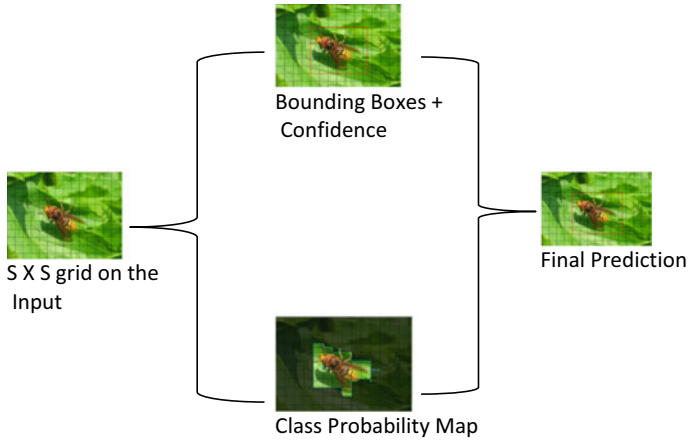 Bounding Boxes +
Confidence
S X S grid on the
Input
Final Prediction
Class Probability Map